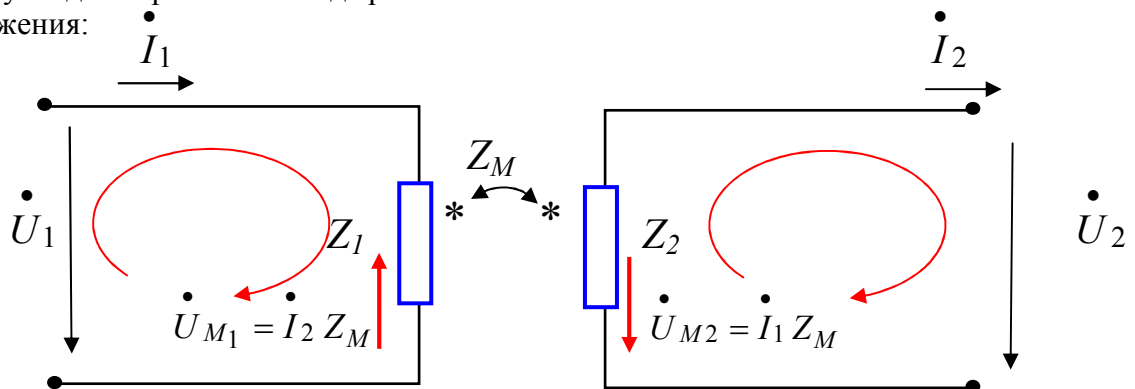 жения:
İ1
İ2
ZM
* *
U̇1
Z1
Z2
U̇2
U̇M1 = İ2 ZM
U̇M2 = İ1 ZM